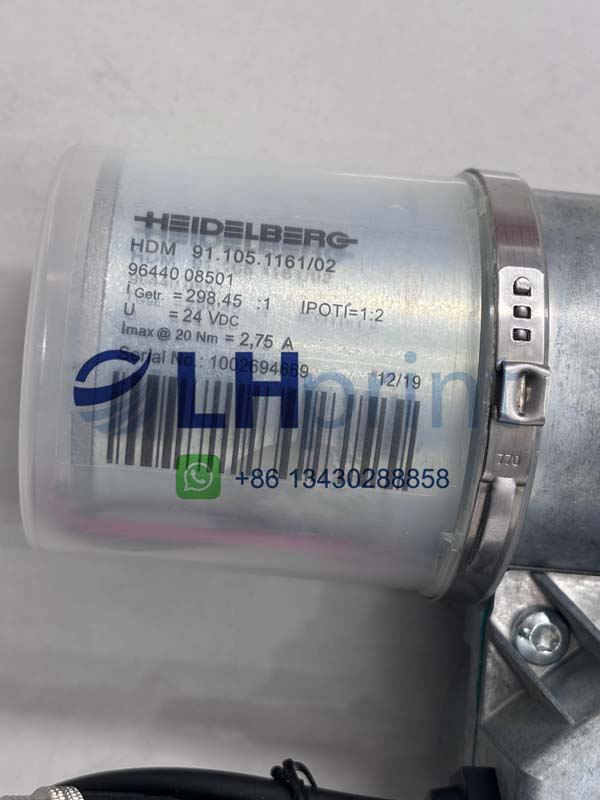 HEIDELBERG
HDM 91.105.1161/02
96440 08501
i Getr. = 298.45 :1 IPOTI=1:2
U = 24 VDC
Imax @ 20 Nm = 2,75 A
Serial No.: 1002694669
12/19
LHprint
+86 13430288858
770